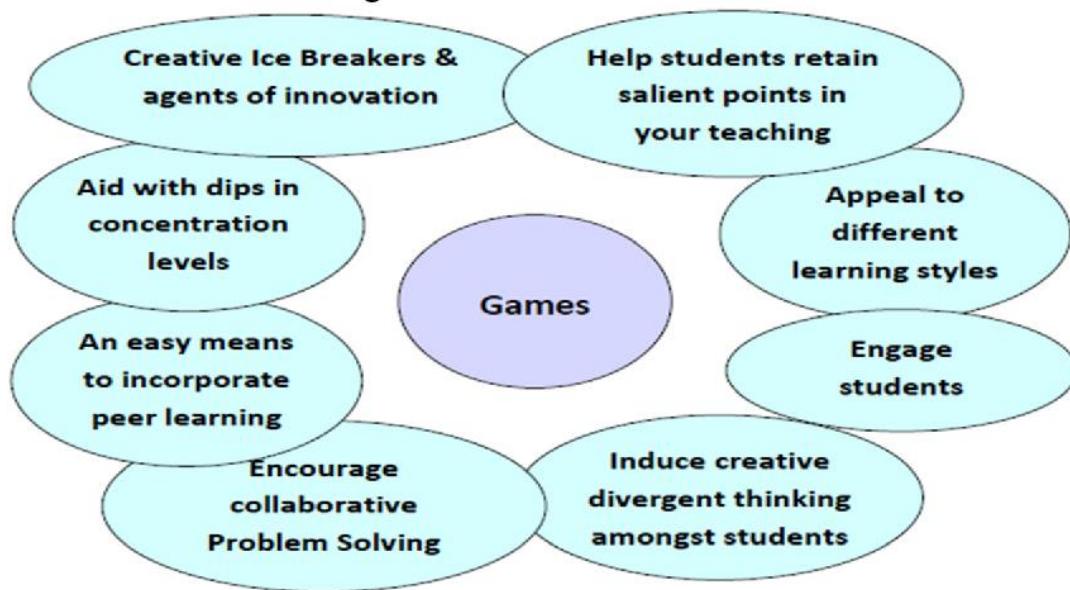 Creative Ice Breakers &
agents of innovation
Help students retain
salient points in
your teaching
Appeal to
different
learning styles
Engage
students
Induce creative
divergent thinking
amongst students
Encourage
collaborative
Problem Solving
An easy means
to incorporate
peer learning
Aid with dips in
concentration
levels
Games